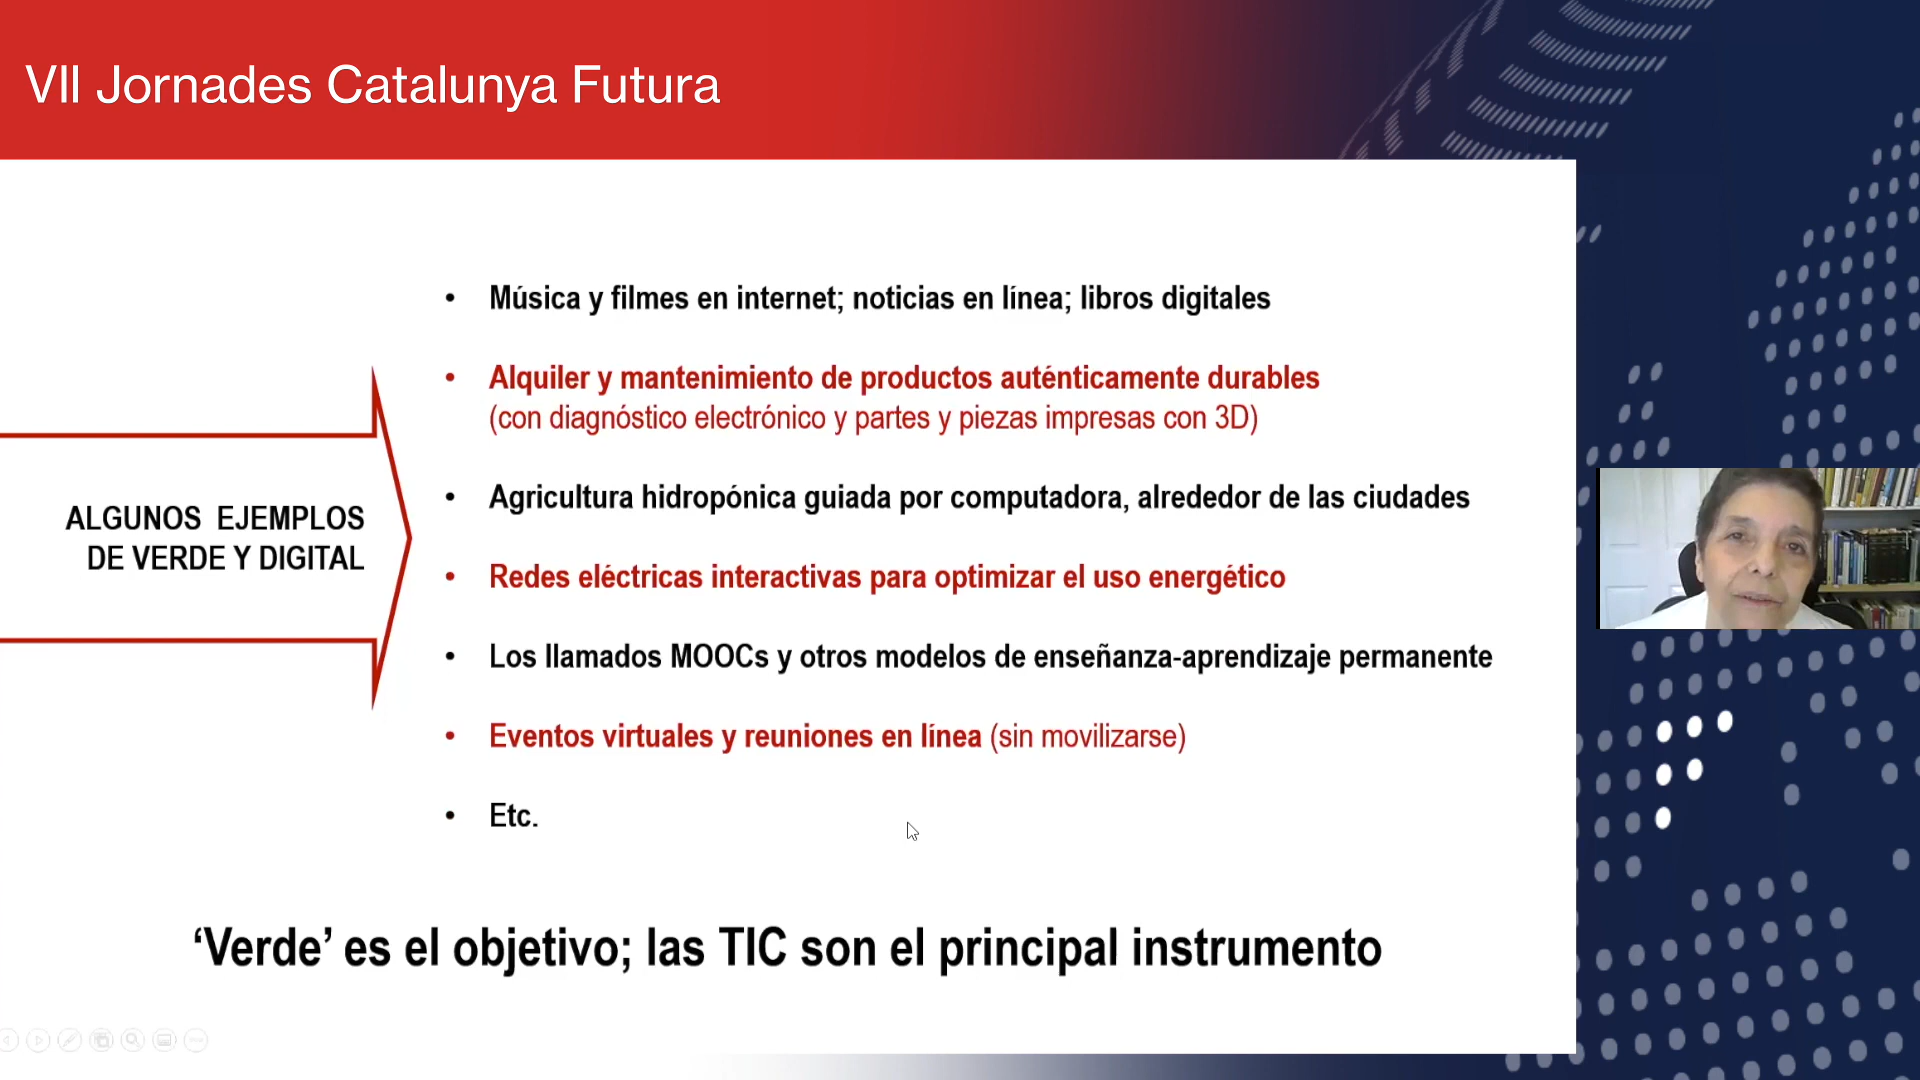 VII Jornades Catalunya Futura
ALGUNOS EJEMPLOS
DE VERDE Y DIGITAL
• Música y filmes en internet; noticias en línea; libros digitales
• Alquiler y mantenimiento de productos auténticamente durables
(con diagnóstico electrónico y partes y piezas impresas con 3D)
• Agricultura hidropónica guiada por computadora, alrededor de las ciudades
• Redes eléctricas interactivas para optimizar el uso energético
• Los llamados MOOCs y otros modelos de enseñanza-aprendizaje permanente
• Eventos virtuales y reuniones en línea (sin movilizarse)
• Etc.
‘Verde’ es el objetivo; las TIC son el principal instrumento